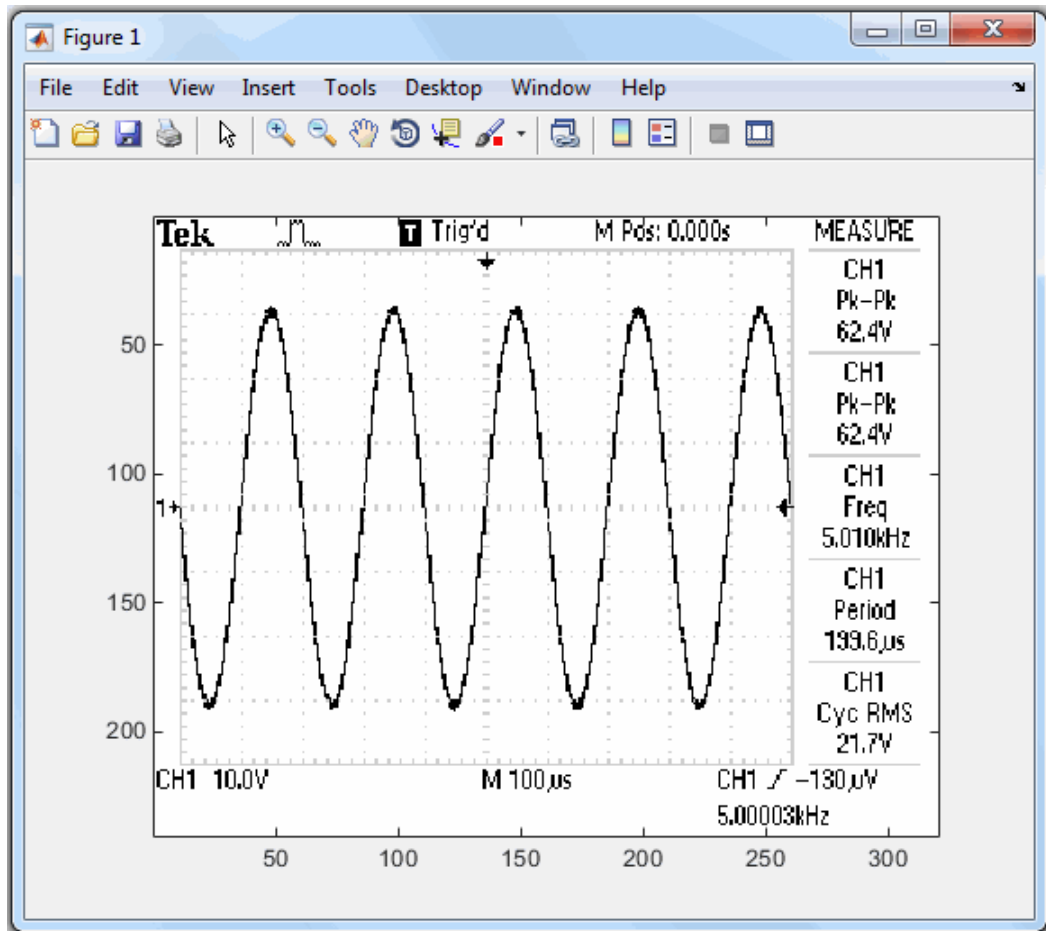 Figure 1
File Edit View Insert Tools Desktop Window Help
Tek Trig'd M Pos: 0.000s MEASURE
CH1
Pk-Pk
62.4V
CH1
Pk-Pk
62.4V
CH1
Freq
5.010kHz
CH1
Period
199.6µs
CH1
Cyc RMS
21.7V
1
CH1 10.0V M 100µs CH1 -130µV
5.00003kHz
50
100
150
200
50 100 150 200 250 300